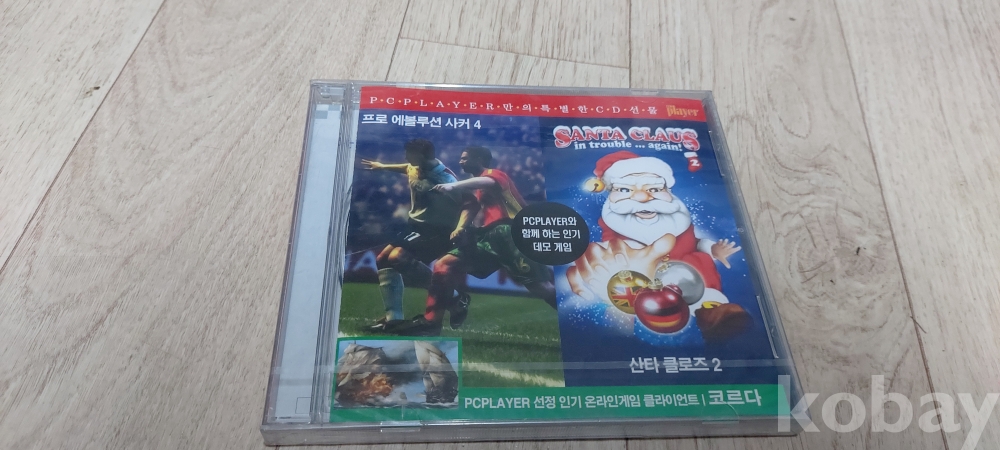 P·C·P·L·A·Y·E·R·만·의·특·별·한·C·D·선·물
player
프로 에볼루션 사커 4
SANTA CLAUS
in trouble ... again!
2
PCPLAYER와
함께 하는 인기
데모 게임
17
산타 클로즈 2
PCPLAYER 선정 인기 온라인게임 클라이언트 | 코르다
kobay